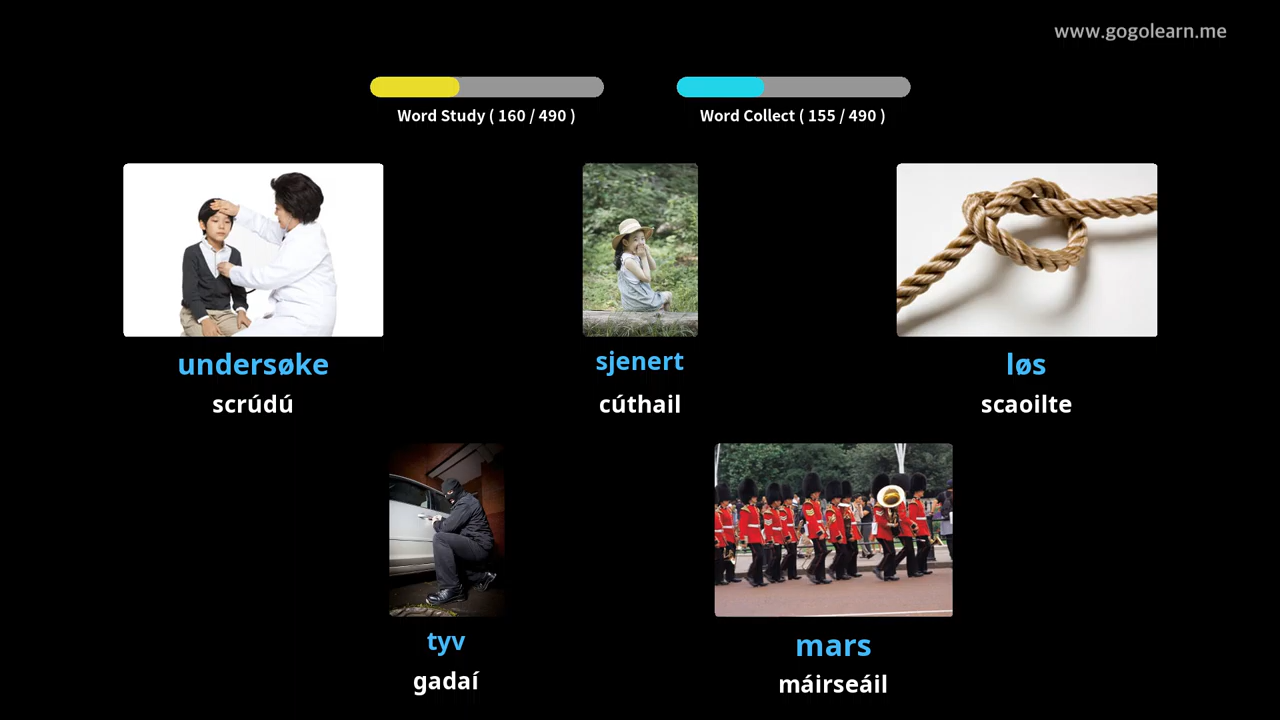 www.gogolearn.me
Word Study ( 160 / 490 )
Word Collect ( 155 / 490 )
undersøke
scrúdú
sjenert
cúthail
løs
scaoilte
tyv
gadaí
mars
máirseáil